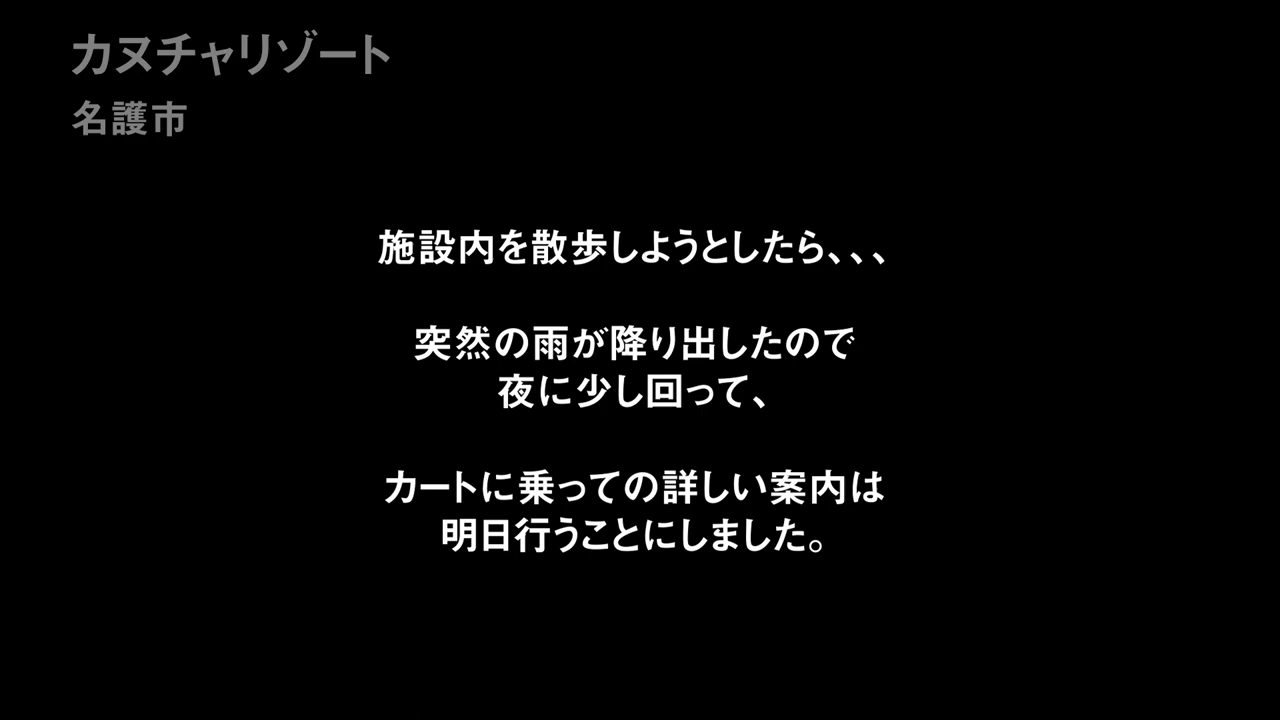 カヌチャリゾート
名護市
施設内を散歩しようとしたら、、、
突然の雨が降り出したので
夜に少し回って、
カートに乗っての詳しい案内は
明日行うことにしました。